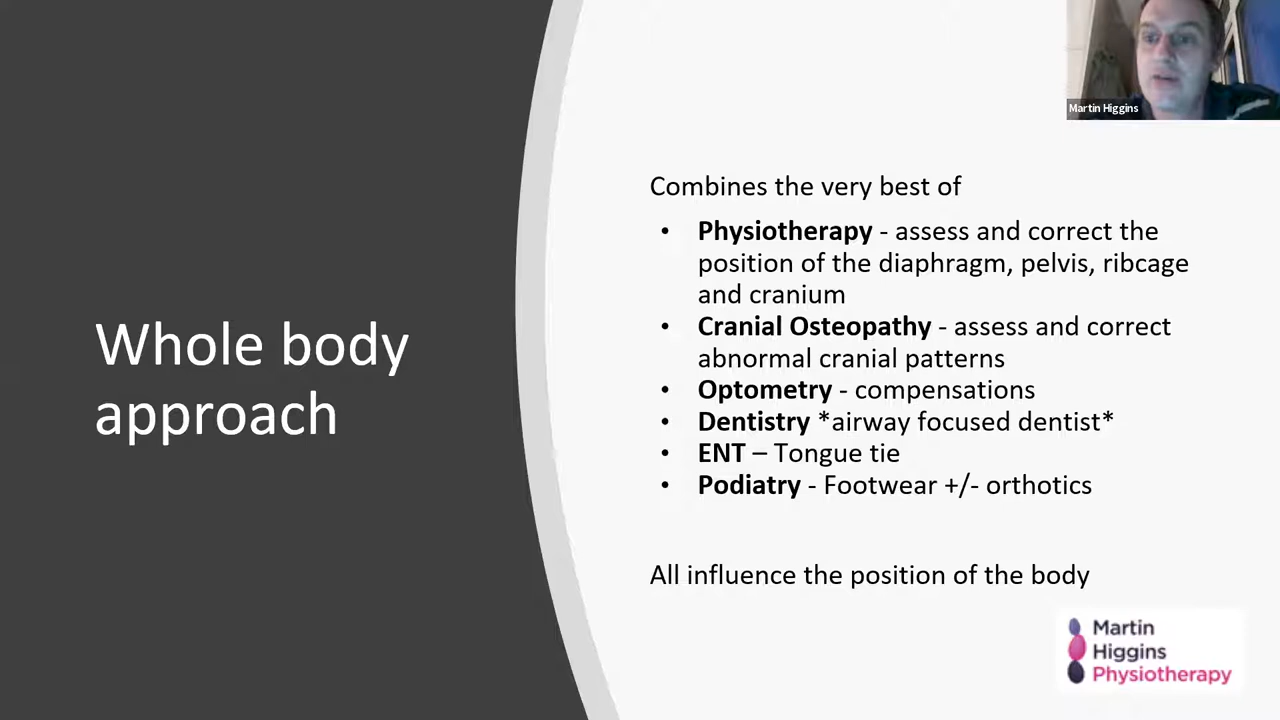 Martin Higgins
Whole body
approach
Combines the very best of
• Physiotherapy - assess and correct the
position of the diaphragm, pelvis, ribcage
and cranium
• Cranial Osteopathy - assess and correct
abnormal cranial patterns
• Optometry - compensations
• Dentistry *airway focused dentist*
• ENT – Tongue tie
• Podiatry - Footwear +/- orthotics
All influence the position of the body
Martin
Higgins
Physiotherapy